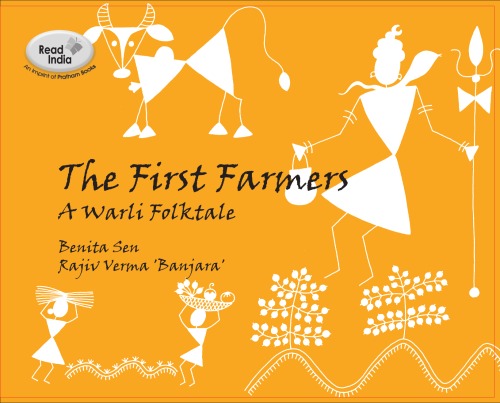 Read
India
An Imprint of Pratham Books
The First Farmers
A Warli Folktale
Benita Sen
Rajiv Verma 'Banjara'